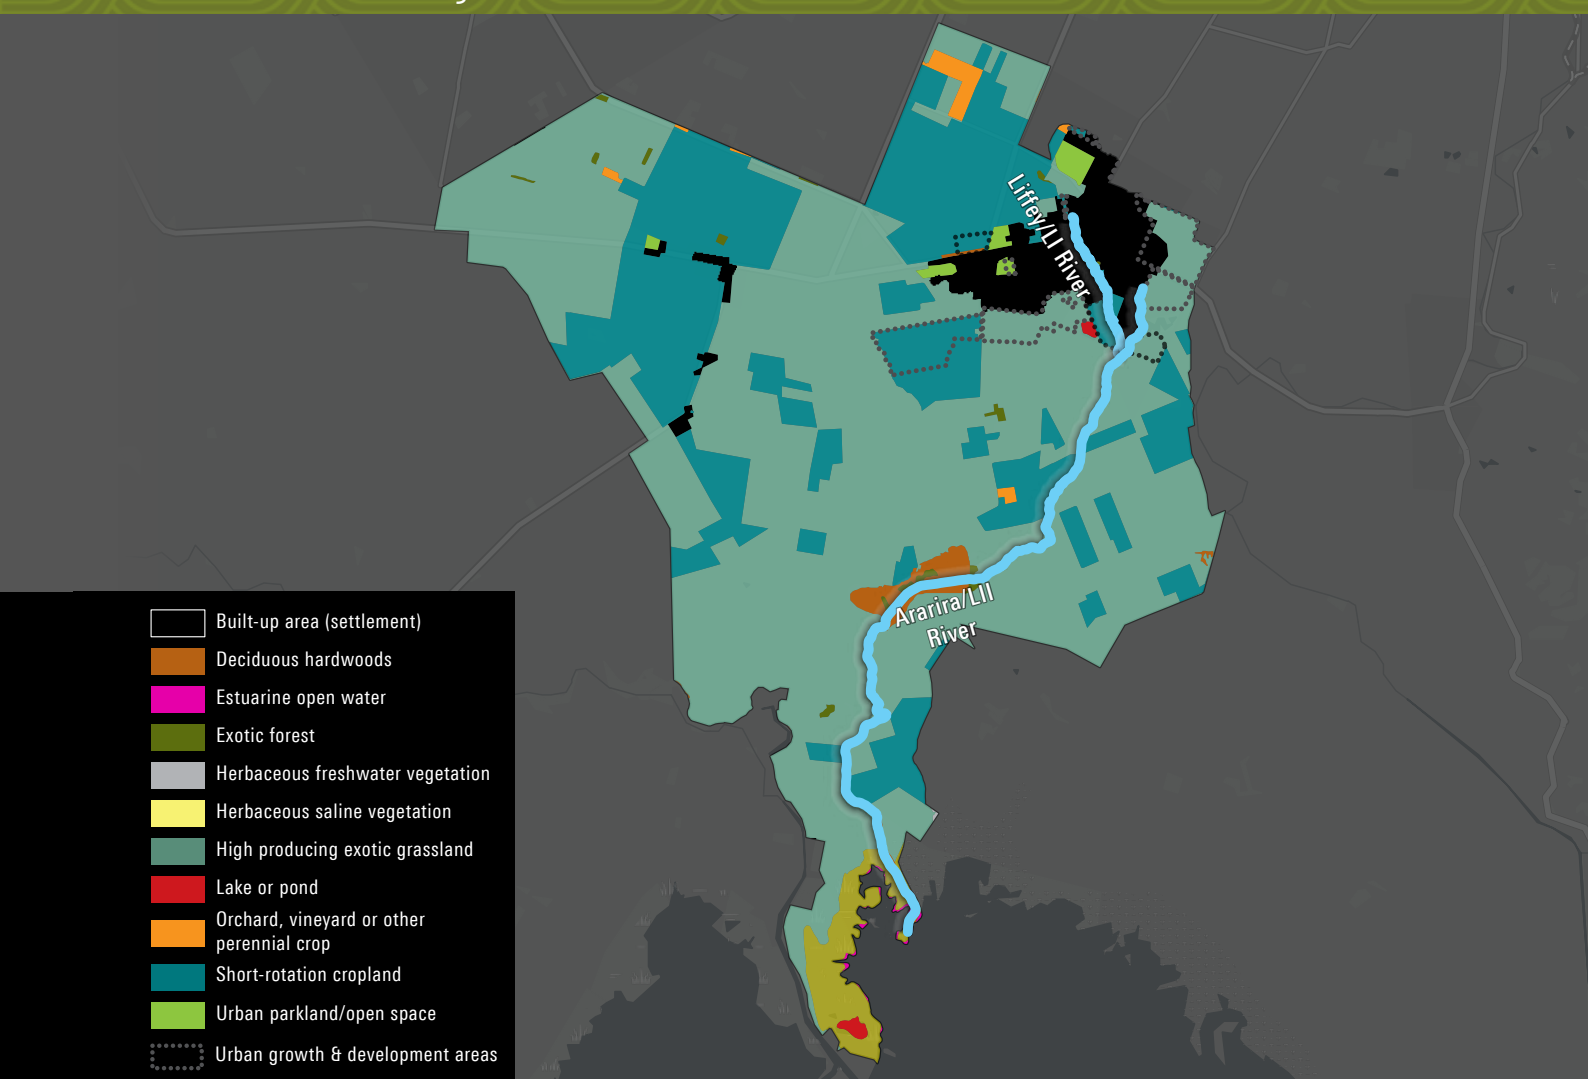 Liffey/LI River
Ararira/LII
River
Built-up area (settlement)
Deciduous hardwoods
Estuarine open water
Exotic forest
Herbaceous freshwater vegetation
Herbaceous saline vegetation
High producing exotic grassland
Lake or pond
Orchard, vineyard or other
perennial crop
Short-rotation cropland
Urban parkland/open space
Urban growth & development areas